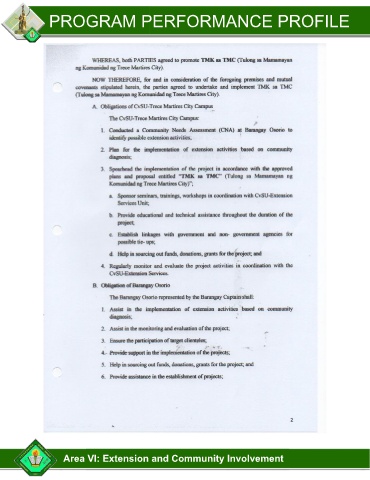 PROGRAM PERFORMANCE PROFILE
WHEREAS, both PARTIES agreed to promote TMK sa TMC (Tulong sa Mamamayan
ng Komunidad ng Trece Martires City).
NOW THEREFORE, for and in consideration of the foregoing premises and mutual
covenants stipulated herein, the parties agreed to undertake and implement TMK sa TMC
(Tulong sa Mamamayan ng Komunidad ng Trece Martires City).
A. Obligations of CvSU-Trece Martires City Campus
The CvSU-Trece Martires City Campus:
1. Conducted a Community Needs Assessment (CNA) at Barangay Osorio to
identify possible extension activities,
2. Plan for the implementation of extension activities based on community
diagnosis;
3. Spearhead the implementation of the project in accordance with the approved
plans and proposal entitled "TMK sa TMC" (Tulong sa Mamamayan ng
Komunidad ng Trece Martires City)";
a. Sponsor seminars, trainings, workshops in coordination with CvSU-Extension
Services Unit;
b. Provide educational and technical assistance throughout the duration of the
project;
c. Establish linkages with government and non- government agencies for
possible tie- ups;
d. Help in sourcing out funds, donations, grants for the project; and
4. Regularly monitor and evaluate the project activities in coordination with the
CvSU-Extension Services.
B. Obligation of Barangay Osorio
The Barangay Osorio represented by the Barangay Captain shall:
1. Assist in the implementation of extension activities based on community
diagnosis;
2. Assist in the monitoring and evaluation of the project;
3. Ensure the participation of target clienteles;
4. Provide support in the implementation of the projects;
5. Help in sourcing out funds, donations, grants for the project; and
6. Provide assistance in the establishment of projects;
2
Area VI: Extension and Community Involvement